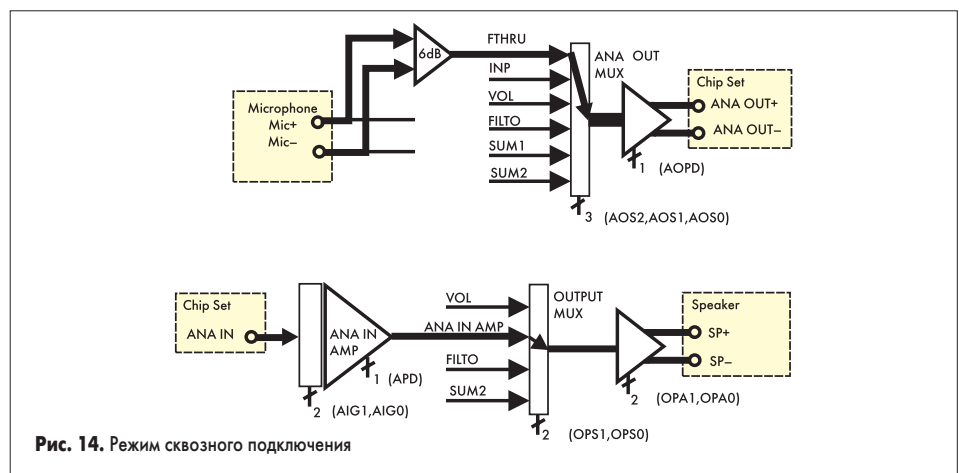 6dB
FTHRU
INP
VOL
FILTO
SUM1
SUM2
ANA OUT
MUX
Microphone
Mic+
Mic–
Chip Set
ANA OUT+
ANA OUT–
1 (AOPD)
3 (AOS2,AOS1,AOS0)
Chip Set
ANA IN
ANA IN
AMP
1 (APD)
2 (AIG1,AIG0)
VOL
ANA IN AMP
FILTO
SUM2
OUTPUT
MUX
2 (OPS1,OPS0)
2 (OPA1,OPA0)
Speaker
SP+
SP–
Рис. 14. Режим сквозного подключения